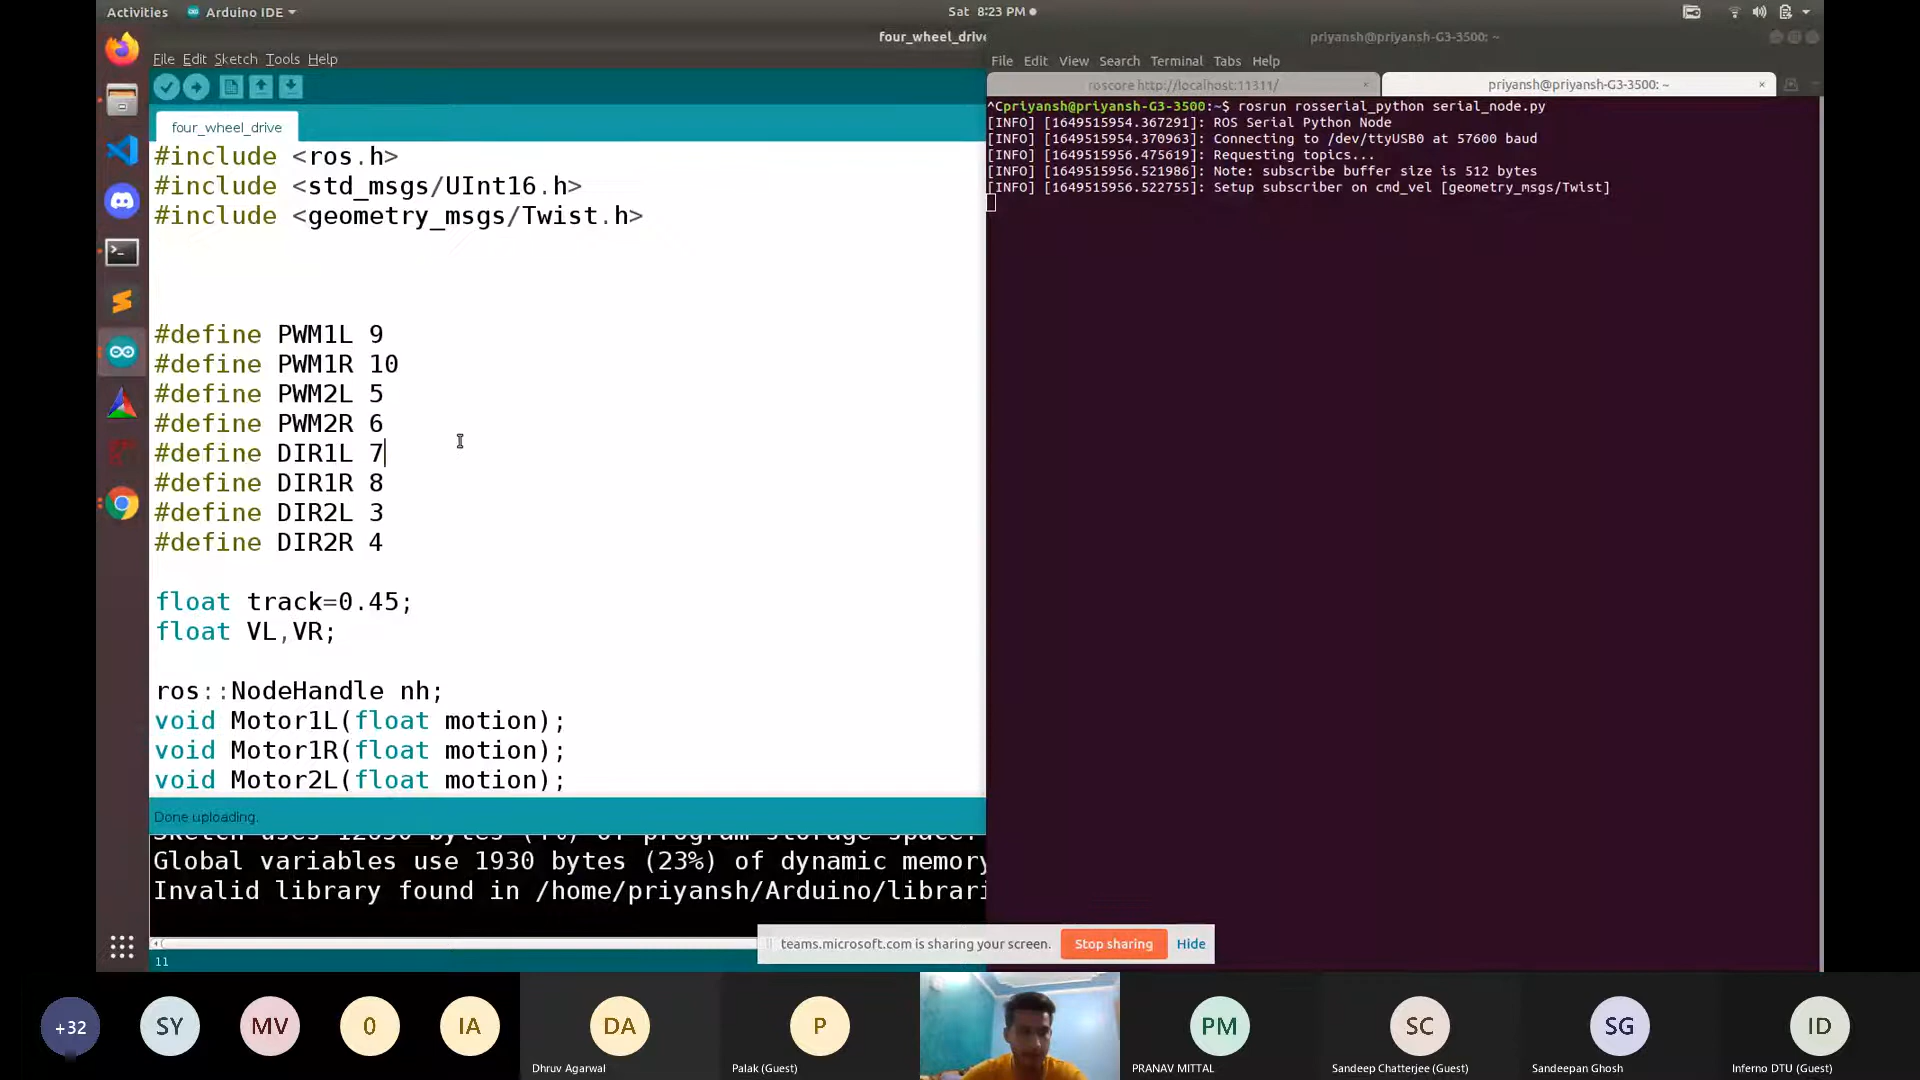 Activities
Arduino IDE
Sat 8:23 PM
four_wheel_drive
priyansh@priyansh-G3-3500: ~
File Edit Sketch Tools Help
File Edit View Search Terminal Tabs Help
roscore http://localhost:11311/
×
priyansh@priyansh-G3-3500: ~
×
four_wheel_drive
#include <ros.h>
#include <std_msgs/UInt16.h>
#include <geometry_msgs/Twist.h>
#define PWM1L 9
#define PWM1R 10
#define PWM2L 5
#define PWM2R 6
#define DIR1L 7
#define DIR1R 8
#define DIR2L 3
#define DIR2R 4
float track=0.45;
float VL,VR;
ros::NodeHandle nh;
void Motor1L(float motion);
void Motor1R(float motion);
void Motor2L(float motion);
^Cpriyansh@priyansh-G3-3500:~$ rosrun rosserial_python serial_node.py
[INFO] [1649515954.367291]: ROS Serial Python Node
[INFO] [1649515954.370963]: Connecting to /dev/ttyUSB0 at 57600 baud
[INFO] [1649515956.475619]: Requesting topics...
[INFO] [1649515956.521986]: Note: subscribe buffer size is 512 bytes
[INFO] [1649515956.522755]: Setup subscriber on cmd_vel [geometry_msgs/Twist]
Done uploading.
bytes of program storage space.
Global variables use 1930 bytes (23%) of dynamic memory
Invalid library found in /home/priyansh/Arduino/librari
11
teams.microsoft.com is sharing your screen.
Stop sharing
Hide
+32
SY
MV
0
IA
DA
Dhruv Agarwal
P
Palak (Guest)
PM
PRANAV MITTAL
SC
Sandeep Chatterjee (Guest)
SG
Sandeepan Ghosh
ID
Inferno DTU (Guest)